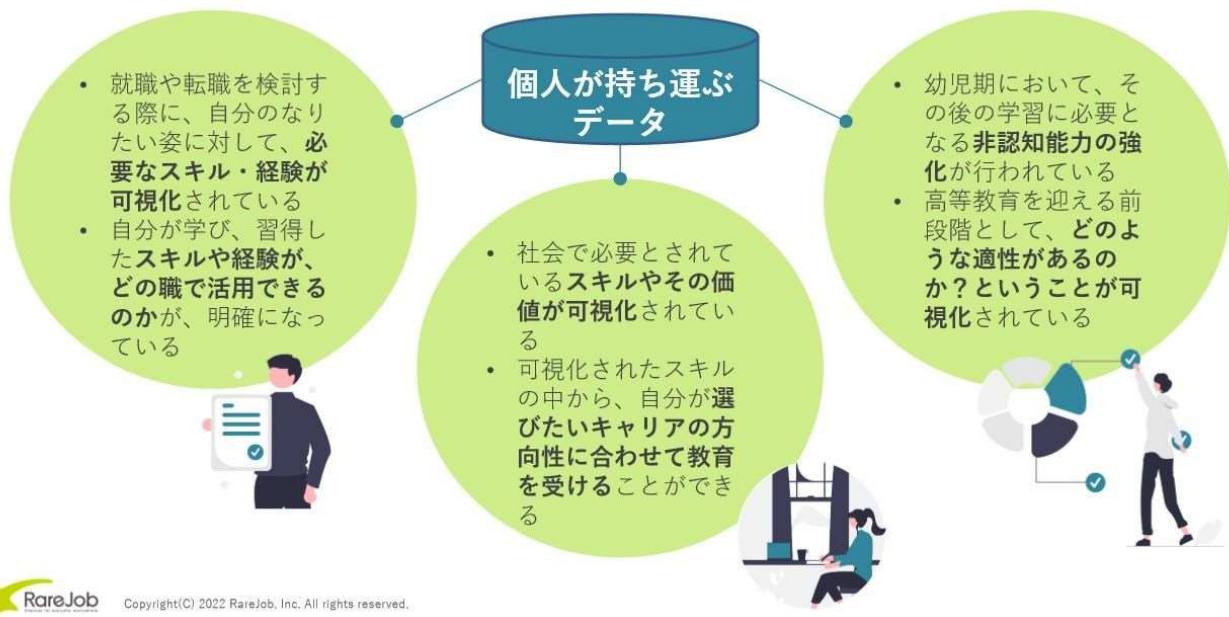 個人が持ち運ぶ
データ
• 就職や転職を検討す
る際に、自分のなり
たい姿に対して、必
要なスキル・経験が
可視化されている
• 自分が学び、習得し
たスキルや経験が、
どの職で活用できる
のかが、明確になっ
ている
• 社会で必要とされて
いるスキルやその価
値が可視化されてい
る
• 可視化されたスキル
の中から、自分が選
びたいキャリアの方
向性に合わせて教育
を受けることができ
る
• 幼児期において、そ
の後の学習に必要と
なる非認知能力の強
化が行われている
• 高等教育を迎える前
段階として、どのよ
うな適性があるの
か？ということが可
視化されている
RareJob
Copyright(C) 2022 RareJob, Inc. All rights reserved.